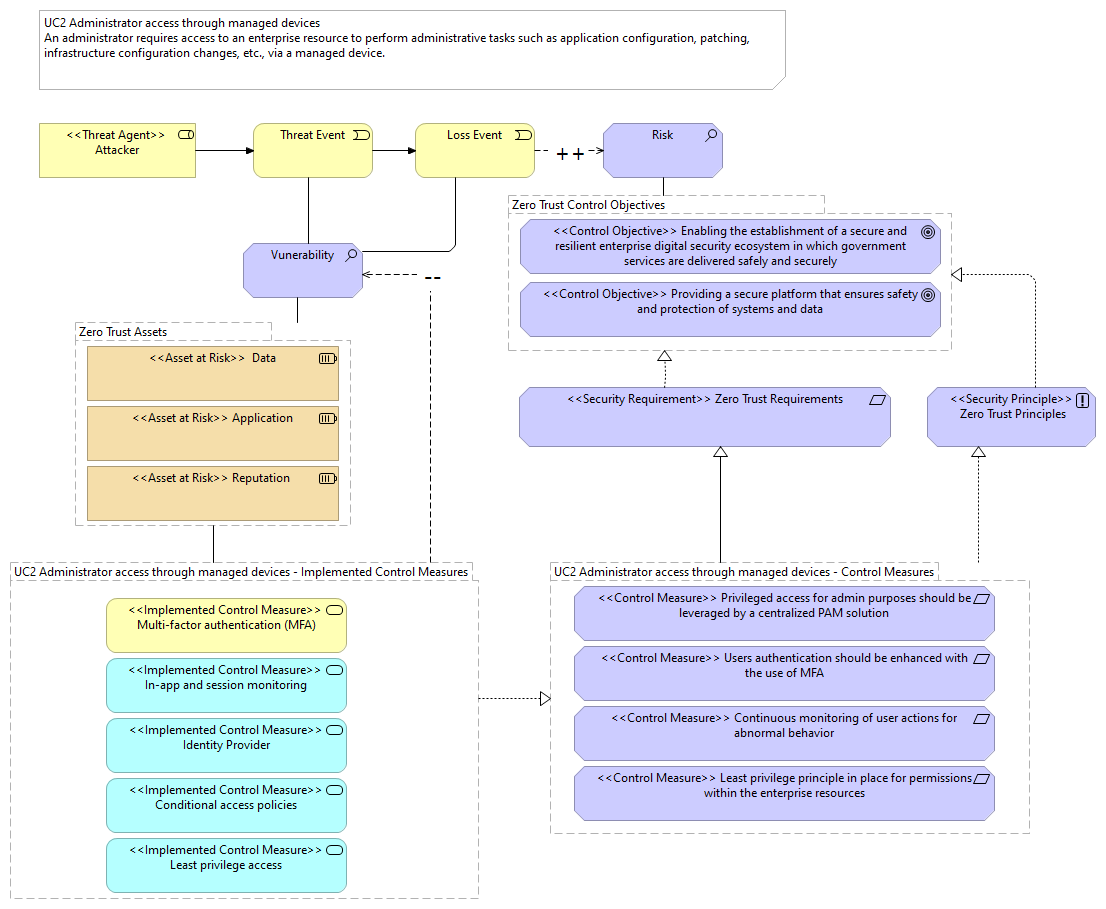 UC2 Administrator access through managed devices
An administrator requires access to an enterprise resource to perform administrative tasks such as application configuration, patching,
infrastructure configuration changes, etc., via a managed device.
<<Threat Agent>>
Attacker
Threat Event
Loss Event
++
Risk
Zero Trust Control Objectives
<<Control Objective>> Enabling the establishment of a secure and
resilient enterprise digital security ecosystem in which government
services are delivered safely and securely
<<Control Objective>> Providing a secure platform that ensures safety
and protection of systems and data
Vunerability
--
Zero Trust Assets
<<Asset at Risk>> Data
<<Asset at Risk>> Application
<<Asset at Risk>> Reputation
<<Security Requirement>> Zero Trust Requirements
<<Security Principle>>
Zero Trust Principles
UC2 Administrator access through managed devices - Implemented Control Measures
<<Implemented Control Measure>>
Multi-factor authentication (MFA)
<<Implemented Control Measure>>
In-app and session monitoring
<<Implemented Control Measure>>
Identity Provider
<<Implemented Control Measure>>
Conditional access policies
<<Implemented Control Measure>>
Least privilege access
UC2 Administrator access through managed devices - Control Measures
<<Control Measure>> Privileged access for admin purposes should be
leveraged by a centralized PAM solution
<<Control Measure>> Users authentication should be enhanced with
the use of MFA
<<Control Measure>> Continuous monitoring of user actions for
abnormal behavior
<<Control Measure>> Least privilege principle in place for permissions
within the enterprise resources